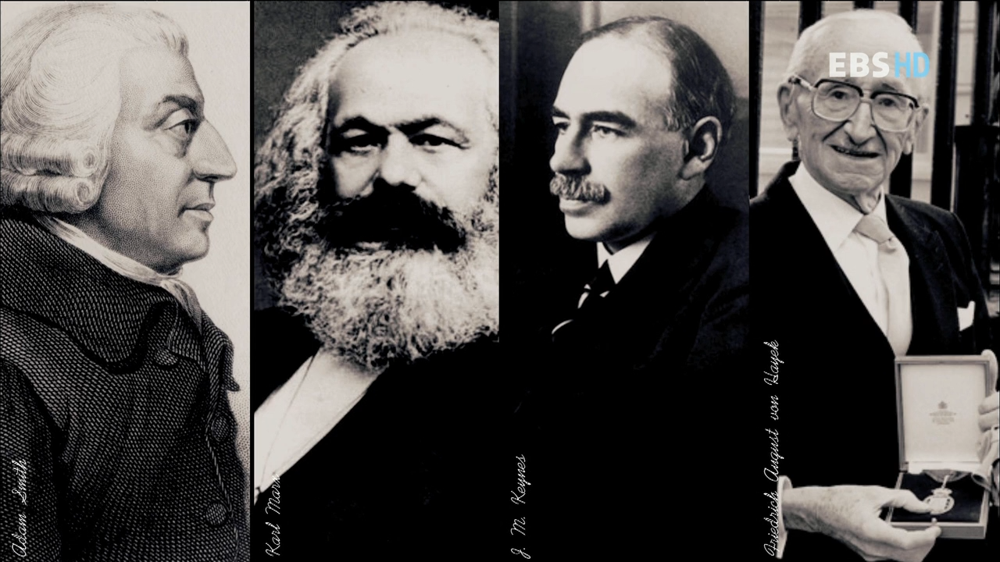 EBS HD
Adam Smith
Karl Marx
J. M. Keynes
Friedrich August von Hayek